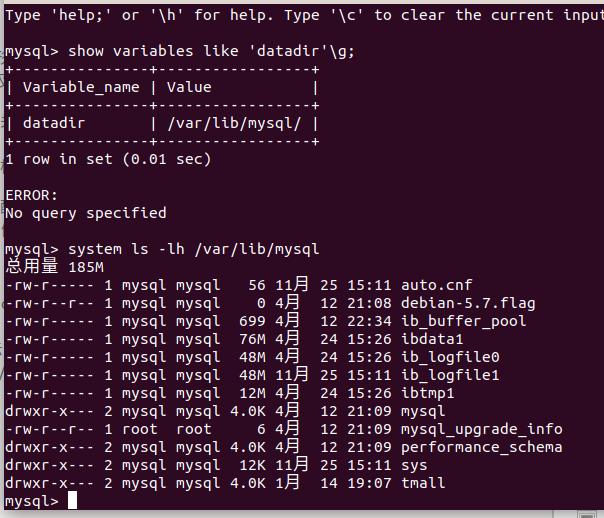 Type 'help;' or '\h' for help. Type '\c' to clear the current input
mysql> show variables like 'datadir'\g;
+---------------+-----------------+
| Variable_name | Value           |
+---------------+-----------------+
| datadir       | /var/lib/mysql/ |
+---------------+-----------------+
1 row in set (0.01 sec)
ERROR:
No query specified
mysql> system ls -lh /var/lib/mysql
总用量 185M
-rw-r----- 1 mysql mysql   56 11月 25 15:11 auto.cnf
-rw-r--r-- 1 mysql mysql    0 4月  12 21:08 debian-5.7.flag
-rw-r----- 1 mysql mysql  699 4月  12 22:34 ib_buffer_pool
-rw-r----- 1 mysql mysql  76M 4月  24 15:26 ibdata1
-rw-r----- 1 mysql mysql  48M 4月  24 15:26 ib_logfile0
-rw-r----- 1 mysql mysql  48M 11月 25 15:11 ib_logfile1
-rw-r----- 1 mysql mysql  12M 4月  24 15:26 ibtmp1
drwxr-x--- 2 mysql mysql 4.0K 4月  12 21:09 mysql
-rw-r--r-- 1 root  root     6 4月  12 21:09 mysql_upgrade_info
drwxr-x--- 2 mysql mysql 4.0K 4月  12 21:09 performance_schema
drwxr-x--- 2 mysql mysql  12K 11月 25 15:11 sys
drwxr-x--- 2 mysql mysql 4.0K 1月  14 19:07 tmall
mysql>